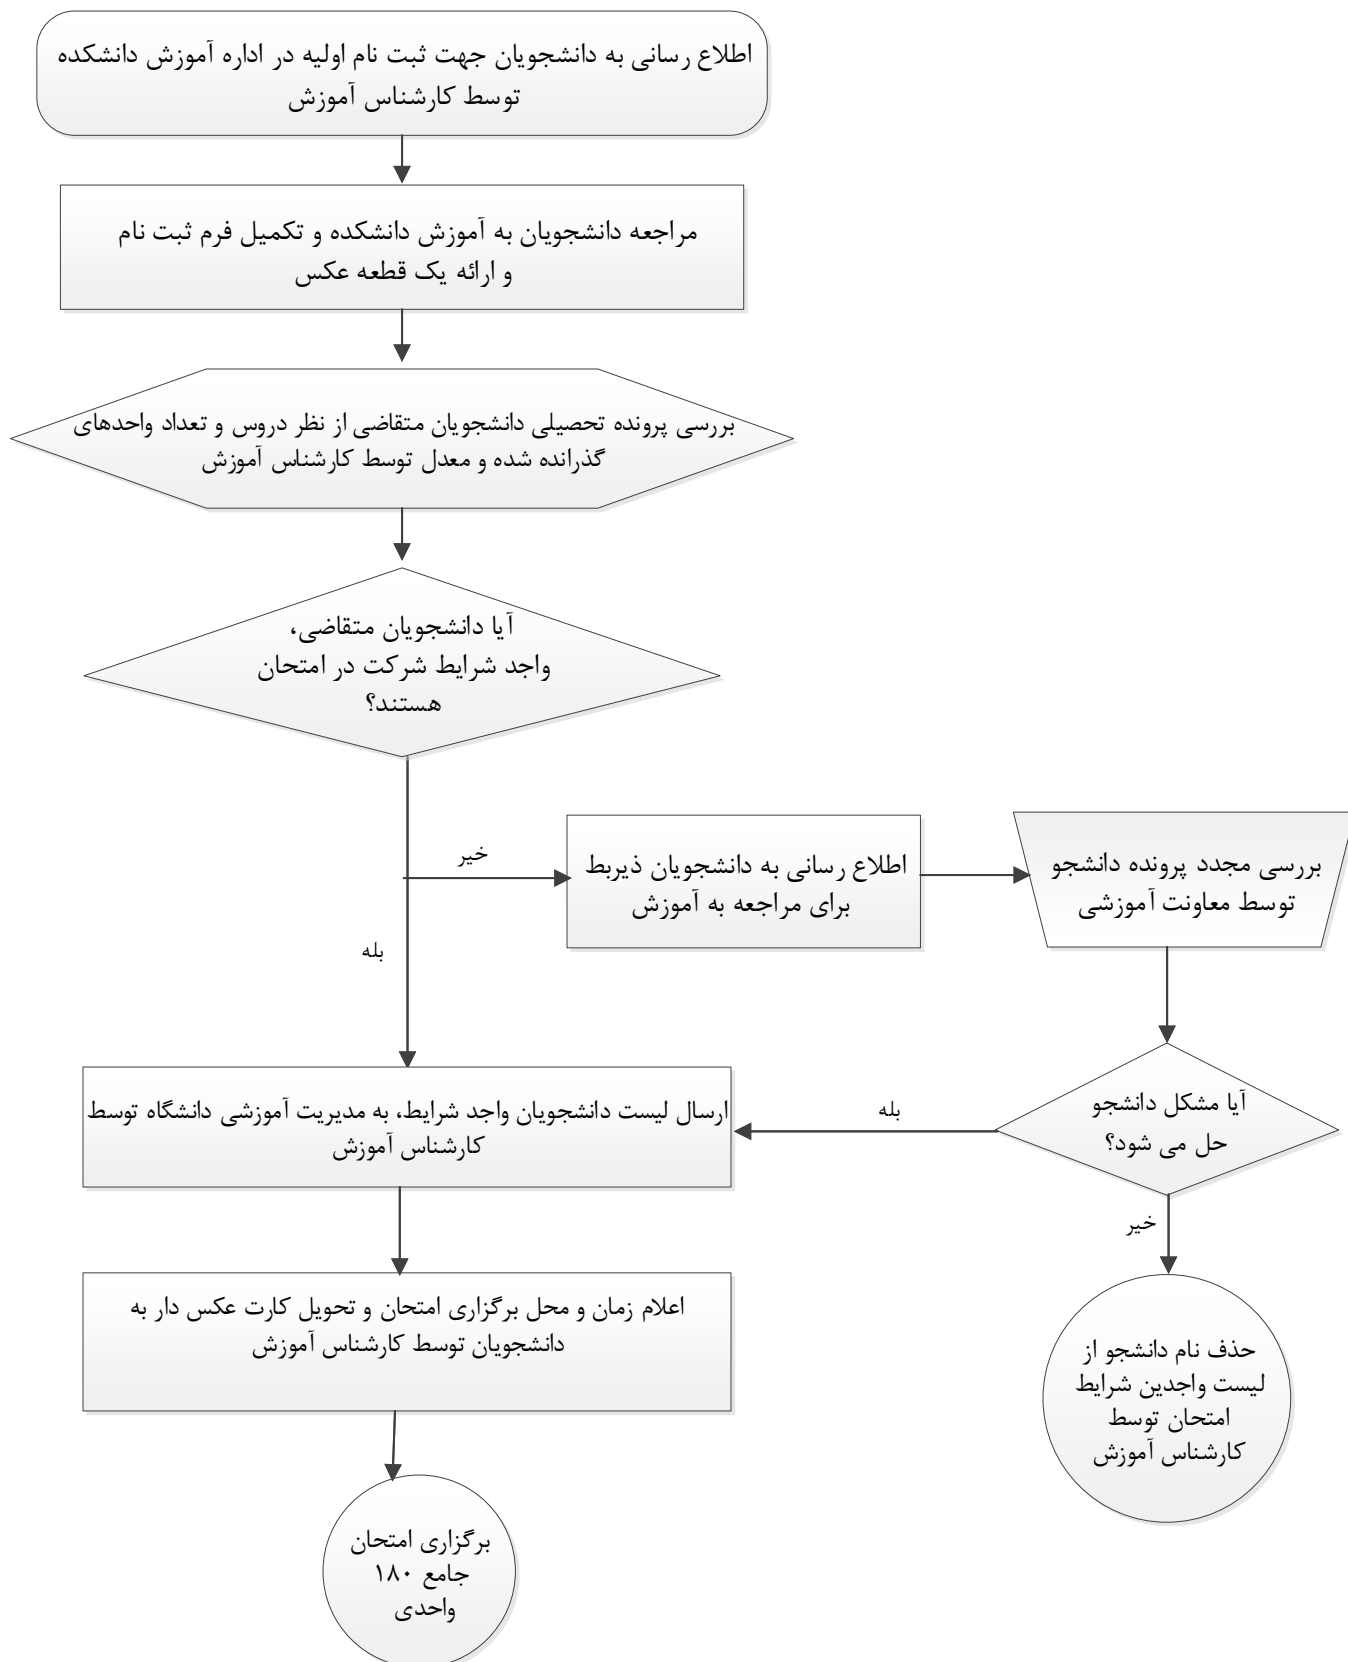 اطلاع رسانی به دانشجویان جهت ثبت نام اولیه در اداره آموزش دانشکده
توسط کارشناس آموزش
مراجعه دانشجویان به آموزش دانشکده و تکمیل فرم ثبت نام
و ارائه یک قطعه عکس
بررسی پرونده تحصیلی دانشجویان متقاضی از نظر دروس و تعداد واحدهای
گذرانده شده و معدل توسط کارشناس آموزش
آیا دانشجویان متقاضی،
واجد شرایط شرکت در امتحان
هستند؟
خیر
اطلاع رسانی به دانشجویان ذیربط
برای مراجعه به آموزش
بررسی مجدد پرونده دانشجو
توسط معاونت آموزشی
بله
آیا مشکل دانشجو
حل می شود؟
بله
خیر
ارسال لیست دانشجویان واجد شرایط، به مدیریت آموزشی دانشگاه توسط
کارشناس آموزش
اعلام زمان و محل برگزاری امتحان و تحویل کارت عکس دار به
دانشجویان توسط کارشناس آموزش
حذف نام دانشجو از
لیست واجدین شرایط
امتحان توسط
کارشناس آموزش
برگزاری امتحان
جامع ۱۸۰
واحدی